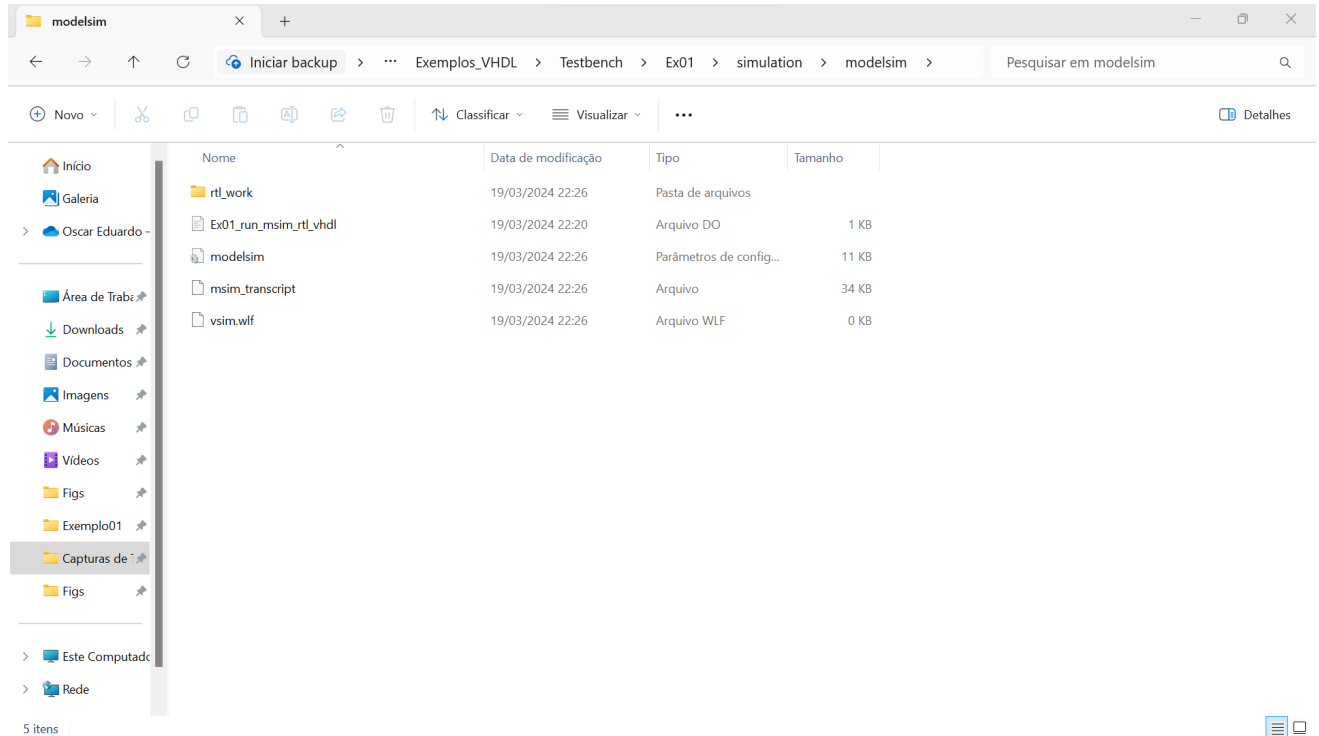 modelsim
Iniciar backup > ... Exemplos_VHDL > Testbench > Ex01 > simulation > modelsim >
Pesquisar em modelsim
Novo
Classificar
Visualizar
Detalhes
Nome Data de modificação Tipo Tamanho
rtl_work 19/03/2024 22:26 Pasta de arquivos
Ex01_run_msim_rtl_vhdl 19/03/2024 22:20 Arquivo DO 1 KB
modelsim 19/03/2024 22:26 Parâmetros de config... 11 KB
msim_transcript 19/03/2024 22:26 Arquivo 34 KB
vsim.wlf 19/03/2024 22:26 Arquivo WLF 0 KB
Início
Galeria
Oscar Eduardo -
Área de Traba
Downloads
Documentos
Imagens
Músicas
Vídeos
Figs
Exemplo01
Capturas de
Figs
Este Computado
Rede
5 itens